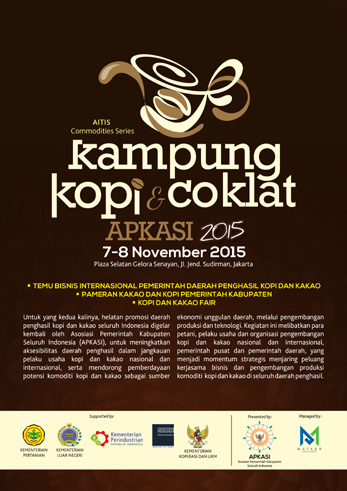 AITIS
Commodities Series
kampung
kopi & coklat
APKASI 2015
7-8 November 2015
Plaza Selatan Gelora Senayan, Jl. Jend. Sudirman, Jakarta
• TEMU BISNIS INTERNASIONAL PEMERINTAH DAERAH PENGHASIL KOPI DAN KAKAO
• PAMERAN KAKAO DAN KOPI PEMERINTAH KABUPATEN
• KOPI DAN KAKAO FAIR
Untuk yang kedua kalinya, helatan promosi daerah
penghasil kopi dan kakao seluruh Indonesia digelar
kembali oleh Asosiasi Pemerintah Kabupaten
Seluruh Indonesia (APKASI), untuk meningkatkan
aksesibilitas daerah penghasil dalam jangkauan
pelaku usaha kopi dan kakao nasional dan
internasional, serta mendorong pemberdayaan
potensi komoditi kopi dan kakao sebagai sumber
ekonomi unggulan daerah, melalui pengembangan
produksi dan teknologi. Kegiatan ini melibatkan para
petani, pelaku usaha dan organisasi pengembangan
kopi dan kakao nasional dan internasional,
pemerintah pusat dan pemerintah daerah, yang
menjadi momentum strategis menjaring peluang
kerjasama bisnis dan pengembangan produksi
komoditi kopi dan kakao di seluruh daerah penghasil.
Supported by:
KEMENTERIAN
PERTANIAN
KEMENTERIAN
LUAR NEGERI
Kementerian
Perindustrian
REPUBLIK INDONESIA
KEMENTERIAN
KOPERASI DAN UKM
Presented by:
APKASI
Asosiasi Pemerintah Kabupaten
Seluruh Indonesia
Managed by: